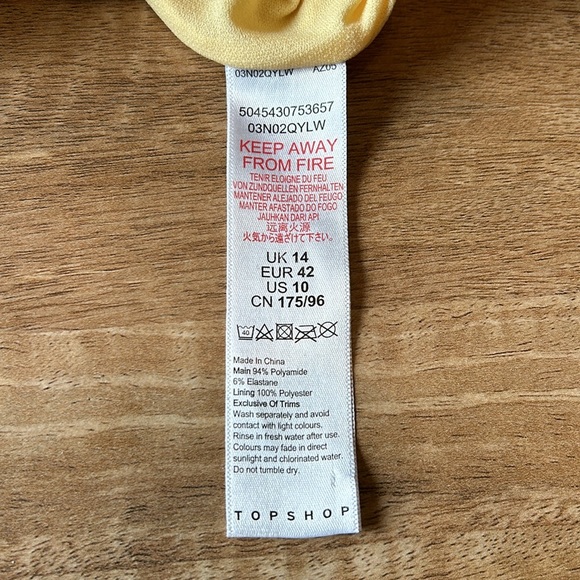 03N02QYLW AZ05
5045430753657
03N02QYLW
KEEP AWAY
FROM FIRE
TENIR ELOIGNE DU FEU
VON ZUNDQUELLEN FERNHALTEN
MANTENER ALEJADO DEL FUEGO
MANTER AFASTADO DO FOGO
JAUHKAN DARI API
远离火源
火気から遠ざけて下さい。
UK 14
EUR 42
US 10
CN 175/96
40
Made In China
Main 94% Polyamide
6% Elastane
Lining 100% Polyester
Exclusive Of Trims
Wash separately and avoid
contact with light colours.
Rinse in fresh water after use.
Colours may fade in direct
sunlight and chlorinated water.
Do not tumble dry.
TOPSHOP